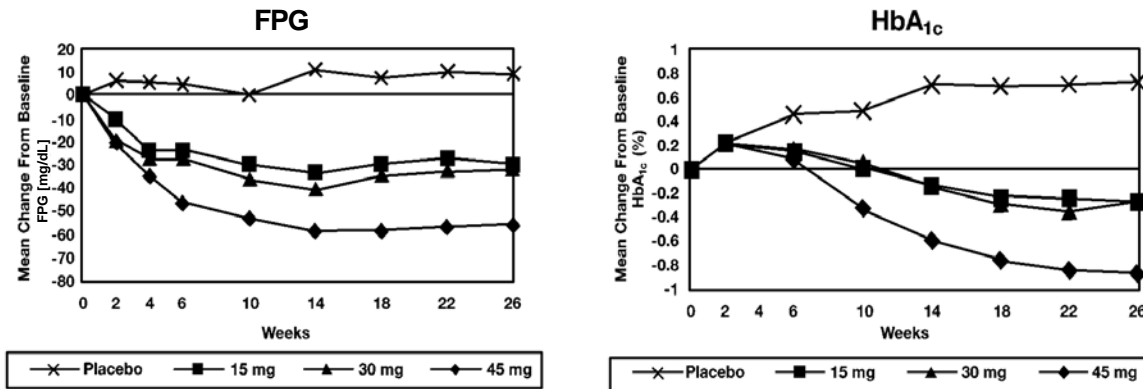 FPG
Mean Change From Baseline
FPG [mg/dL]
20
10
0
-10
-20
-30
-40
-50
-60
-70
-80
0 2 4 6 10 14 18 22 26
Weeks
Placebo 15 mg 30 mg 45 mg
HbA1c
Mean Change From Baseline
HbA1c (%)
1
0.8
0.6
0.4
0.2
0
-0.2
-0.4
-0.6
-0.8
-1
0 2 4 6 10 14 18 22 26
Weeks
Placebo 15 mg 30 mg 45 mg